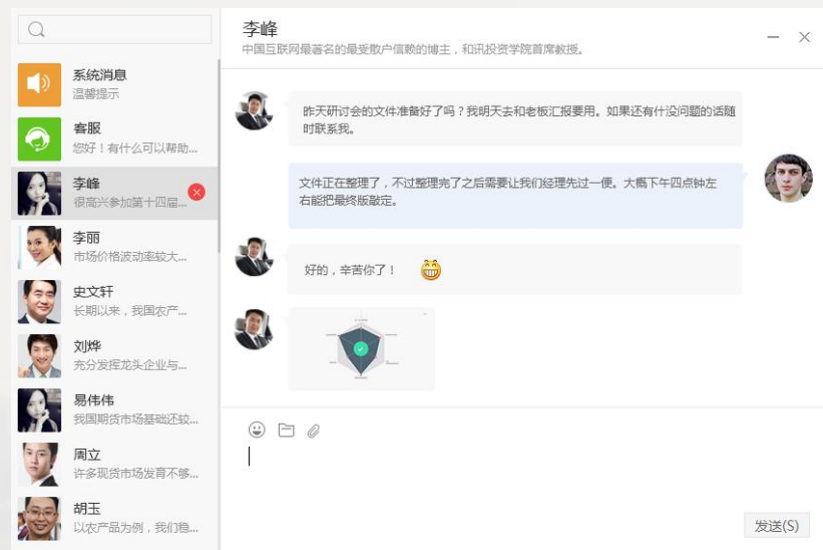 李峰
中国互联网最著名的最受散户信赖的博主，和讯投资学院首席教授。
系统消息
温馨提示
客服
您好！有什么可以帮助...
李峰
很高兴参加第十四届...
李丽
市场价格波动率较大...
史文轩
长期以来，我国农产...
刘烨
充分发挥龙头企业与...
易伟伟
我国期货市场基础还较...
周立
许多现货市场发育不够...
胡玉
以农产品为例，我们稳...
昨天研讨会的文件准备好了吗？我明天去和老板汇报要用。如果还有什没问题的话随
时联系我。
文件正在整理了，不过整理完了之后需要让我们经理先过一便。大概下午四点钟左
右能把最终版敲定。
好的，辛苦你了！
发送(S)